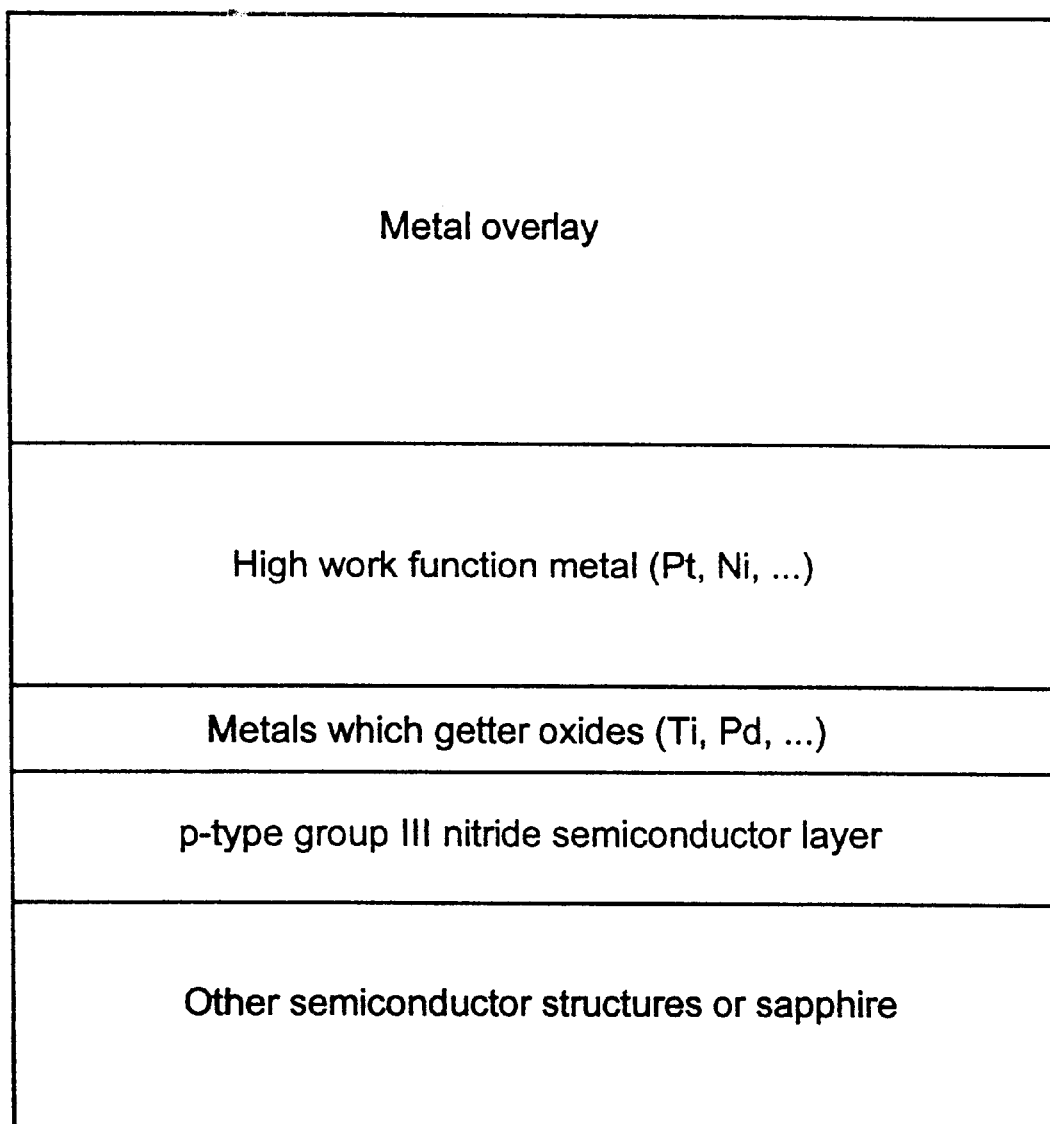 Metal overlay
High work function metal (Pt, Ni, ...)
Metals which getter oxides (Ti, Pd, ...)
p-type group III nitride semiconductor layer
Other semiconductor structures or sapphire